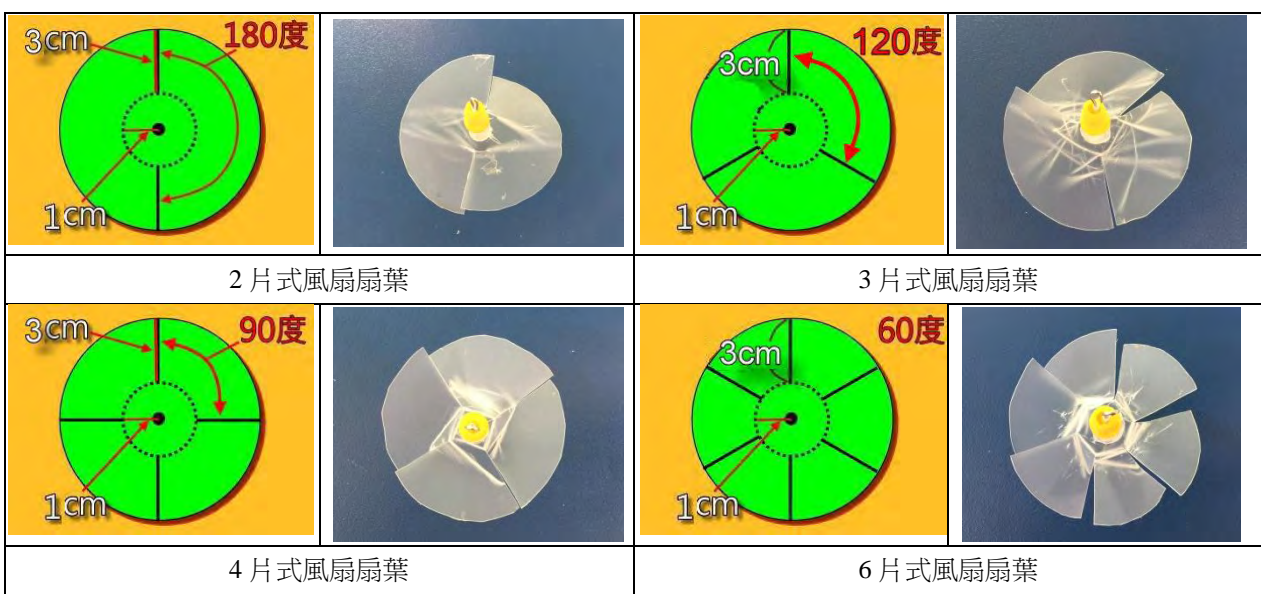 3cm
180度
1cm
3cm
120度
1cm
2 片式風扇扇葉
3 片式風扇扇葉
3cm
90度
1cm
3cm
60度
1cm
4 片式風扇扇葉
6 片式風扇扇葉